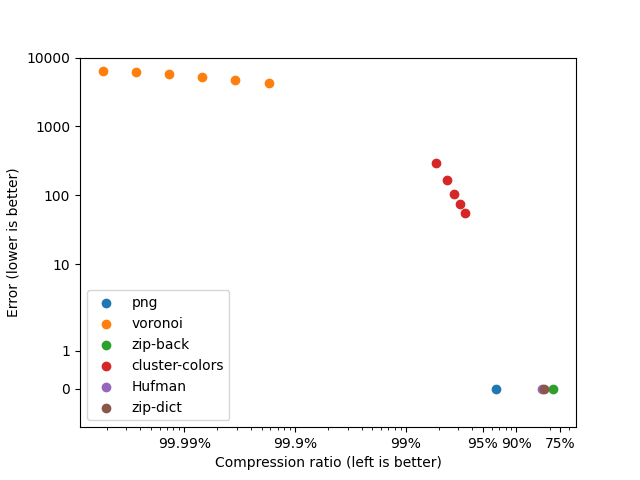 10000
1000
100
10
1
0
Error (lower is better)
png
voronoi
zip-back
cluster-colors
Hufman
zip-dict
99.99% 99.9% 99% 95% 90% 75%
Compression ratio (left is better)